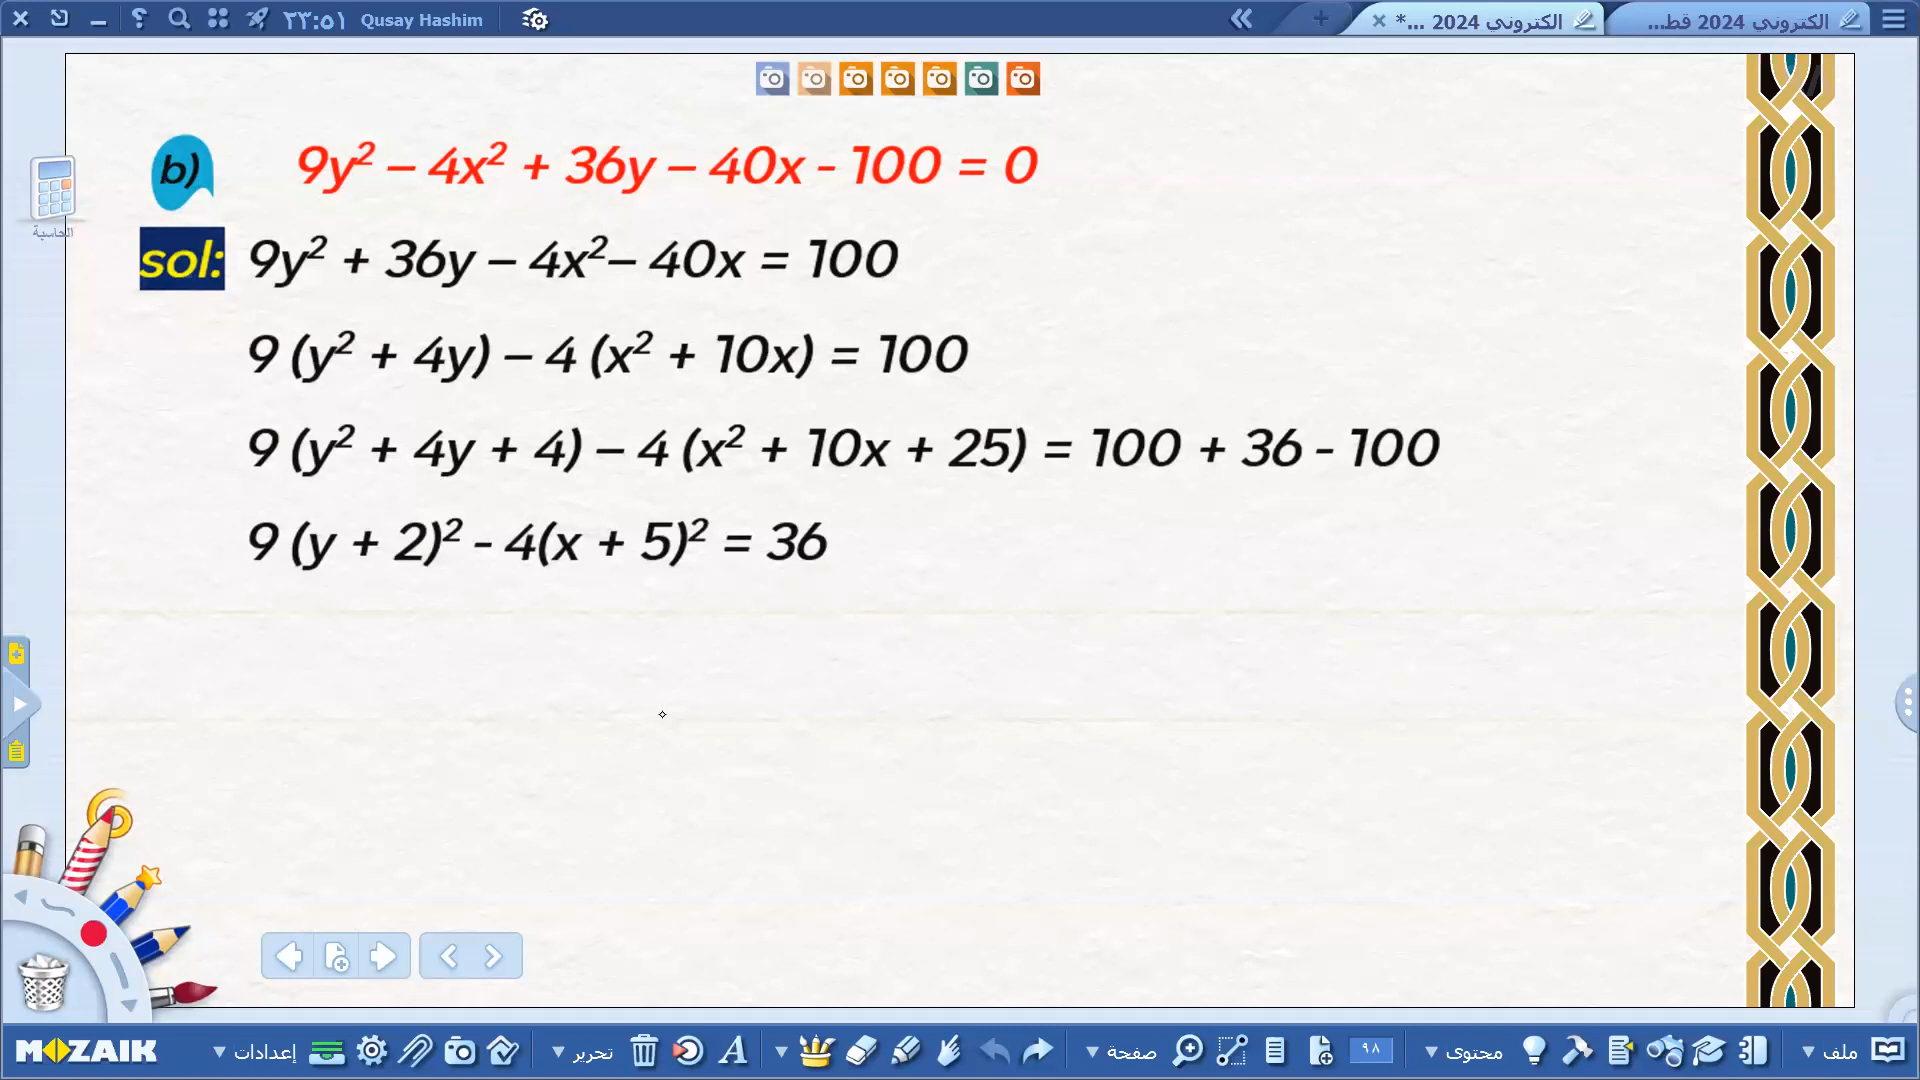 ٢٣:٥١ Qusay Hashim
الكتروني 2024 ...*
الكتروني 2024 قط...
b) 9y² – 4x² + 36y – 40x - 100 = 0
الحاسبة
sol: 9y² + 36y – 4x²– 40x = 100
9 (y² + 4y) – 4 (x² + 10x) = 100
9 (y² + 4y + 4) – 4 (x² + 10x + 25) = 100 + 36 - 100
9 (y + 2)² - 4(x + 5)² = 36
MOZAIK
إعدادات
تحرير
صفحة
٩٨
محتوى
ملف